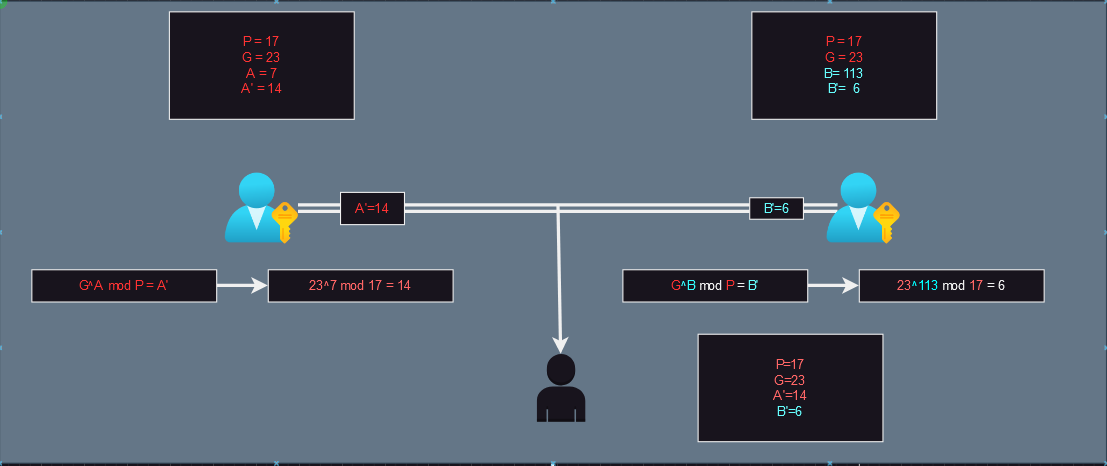 P = 17
G = 23
A = 7
A' = 14
P = 17
G = 23
B= 113
B'= 6
A'=14
B'=6
G^A mod P = A'
23^7 mod 17 = 14
G^B mod P = B'
23^113 mod 17 = 6
P=17
G=23
A'=14
B'=6